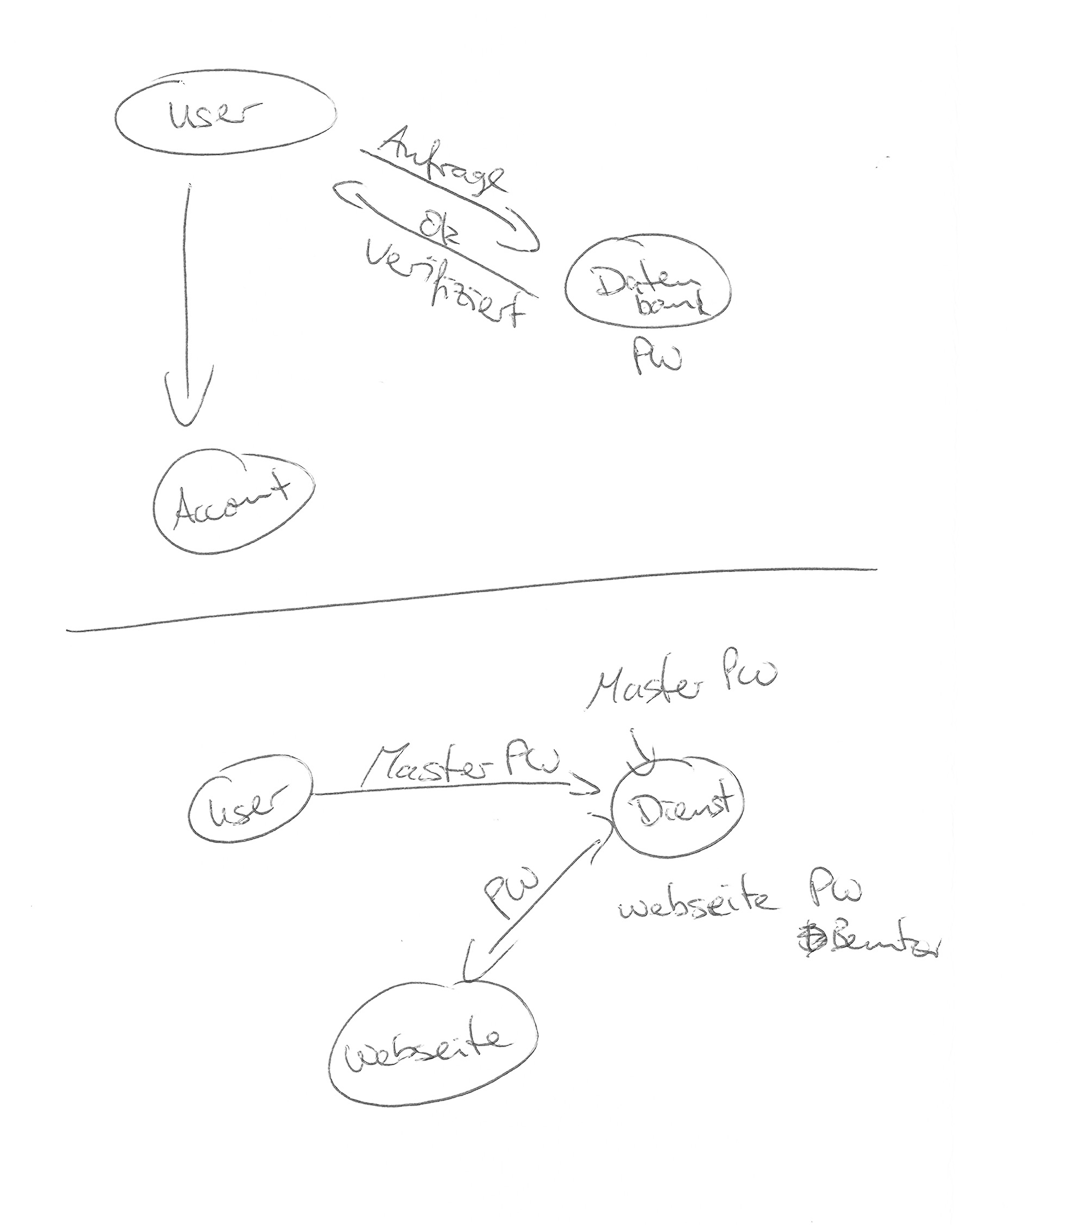 User
Anfrage
Ok
Verifiziert
Daten
bank
PW
Account
Master PW
Master PW
User
Dienst
PW
Webseite PW
Benutzer
Webseite